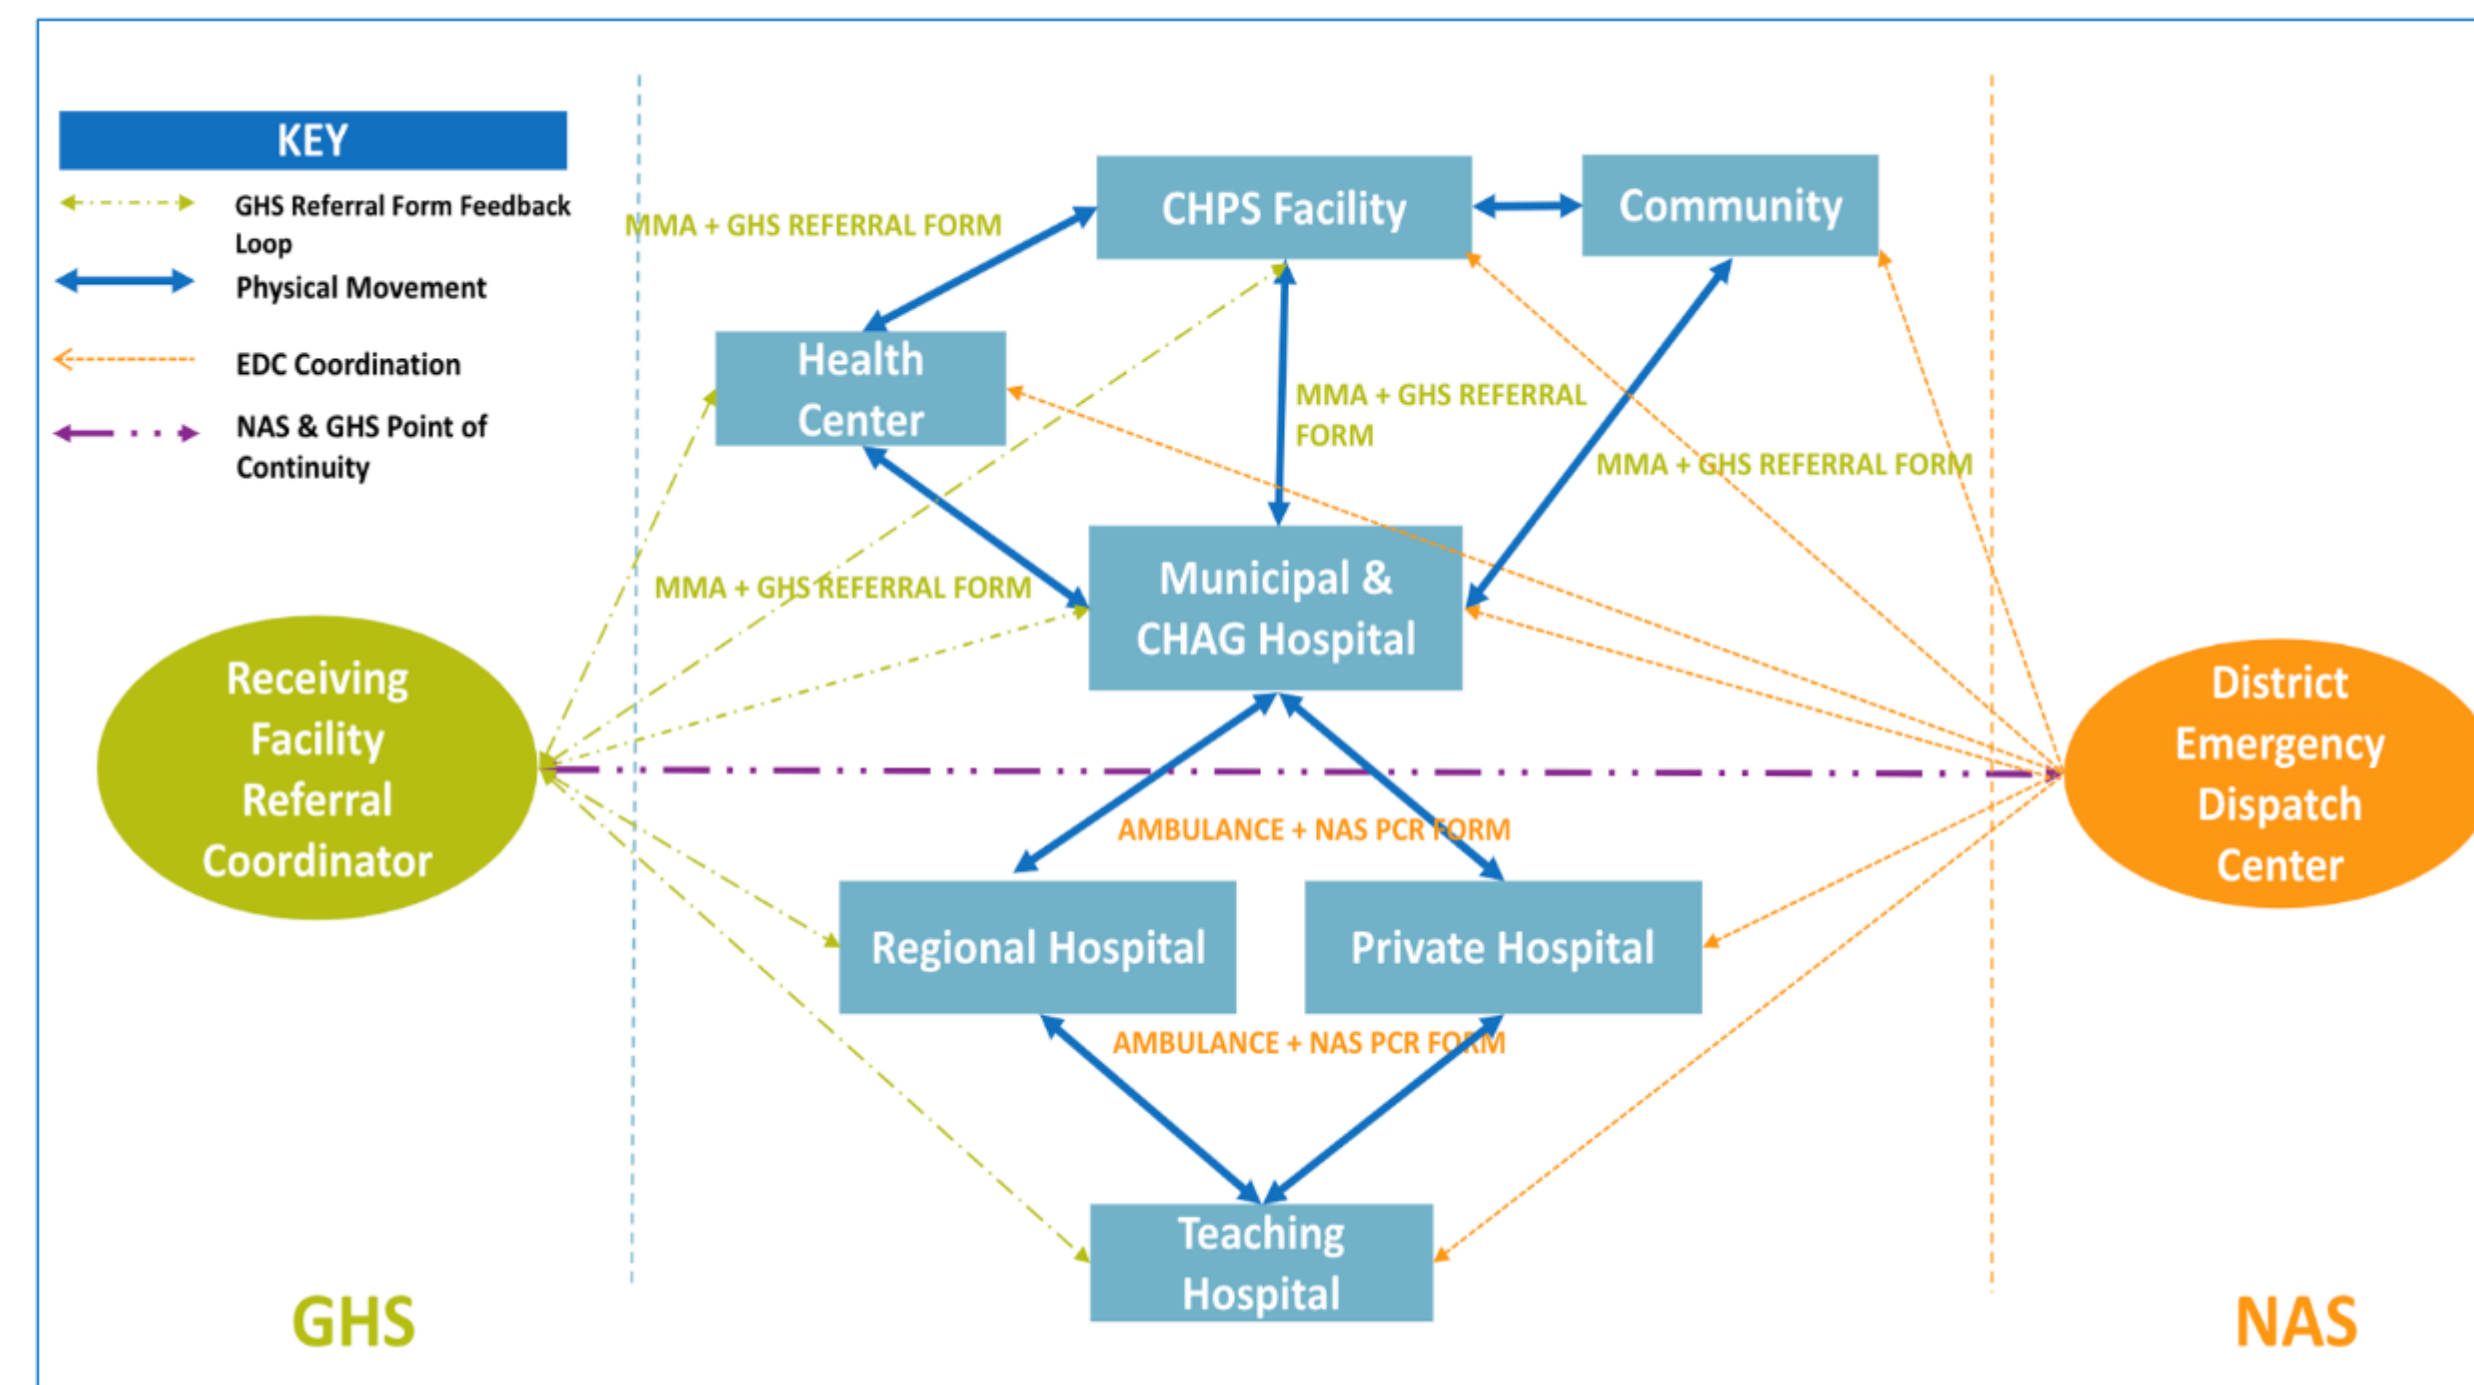 KEY
GHS Referral Form Feedback
Loop
Physical Movement
EDC Coordination
NAS & GHS Point of
Continuity
CHPS Facility
Community
MMA + GHS REFERRAL FORM
Health
Center
MMA + GHS REFERRAL
FORM
MMA + GHS REFERRAL FORM
Municipal &
CHAG Hospital
MMA + GHS REFERRAL FORM
Receiving
Facility
Referral
Coordinator
District
Emergency
Dispatch
Center
AMBULANCE + NAS PCR FORM
Regional Hospital
Private Hospital
AMBULANCE + NAS PCR FORM
Teaching
Hospital
GHS
NAS